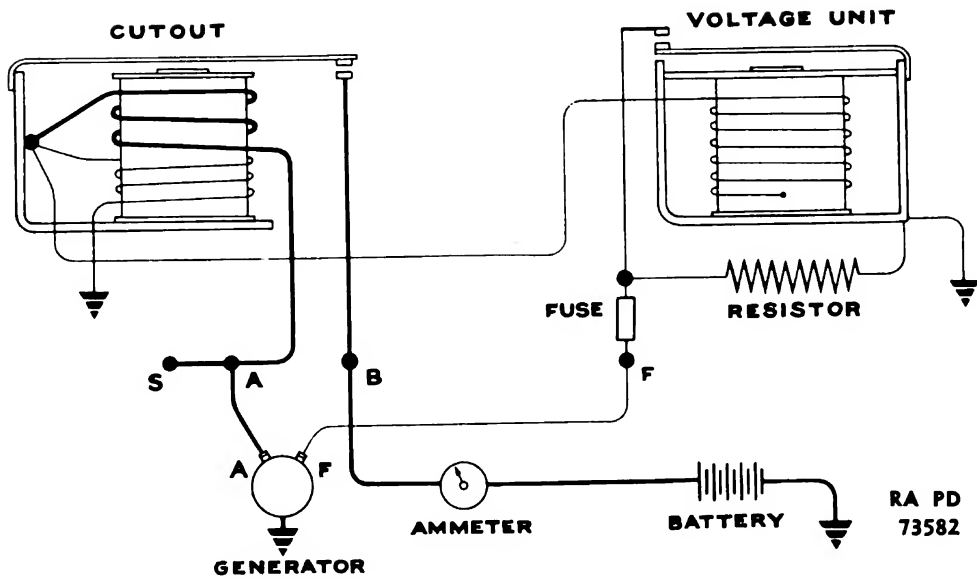 CUTOUT
VOLTAGE UNIT
FUSE
RESISTOR
S
A
B
F
A
F
GENERATOR
AMMETER
BATTERY
RA PD
73582